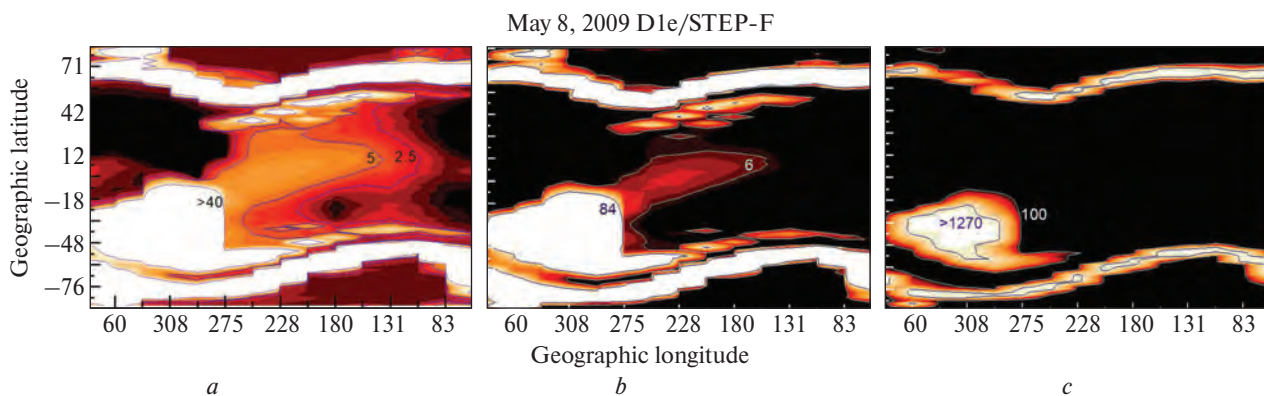 May 8, 2009 D1e/STEP-F
Geographic latitude
71
42
12
−18
−48
−76
5
2.5
>40
6
84
>1270
100
60 308 275 228 180 131 83
60 308 275 228 180 131 83
60 308 275 228 180 131 83
Geographic longitude
a
b
c